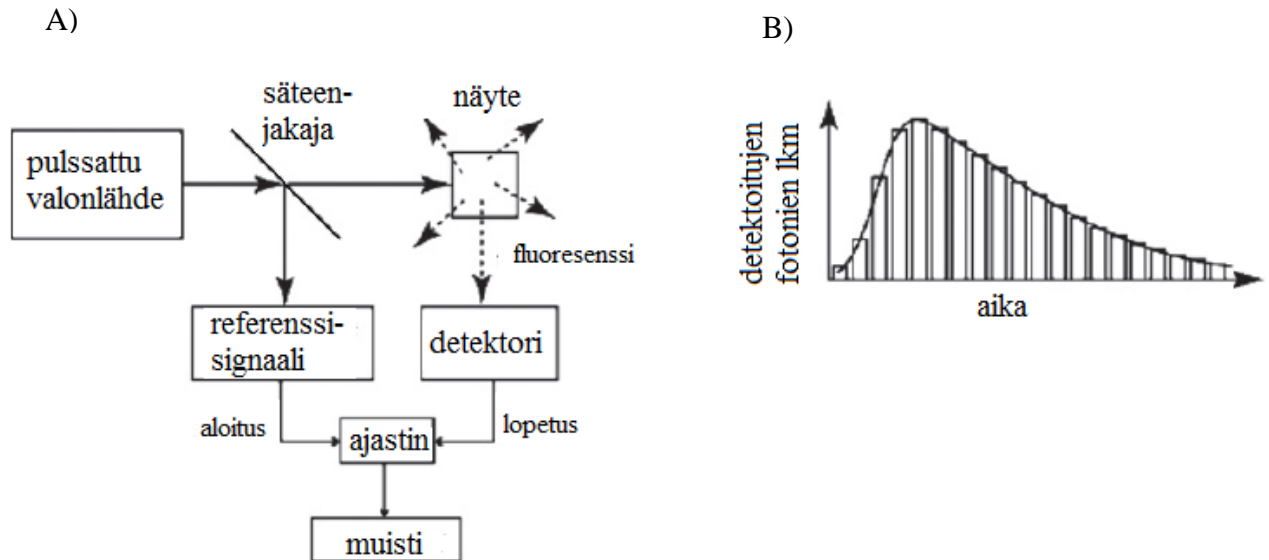 A)
säteen-
jakaja
näyte
pulssattu
valonlähde
fluoresenssi
referenssi-
signaali
detektori
aloitus
ajastin
lopetus
muisti
B)
detektoitujen
fotonien lkm
aika